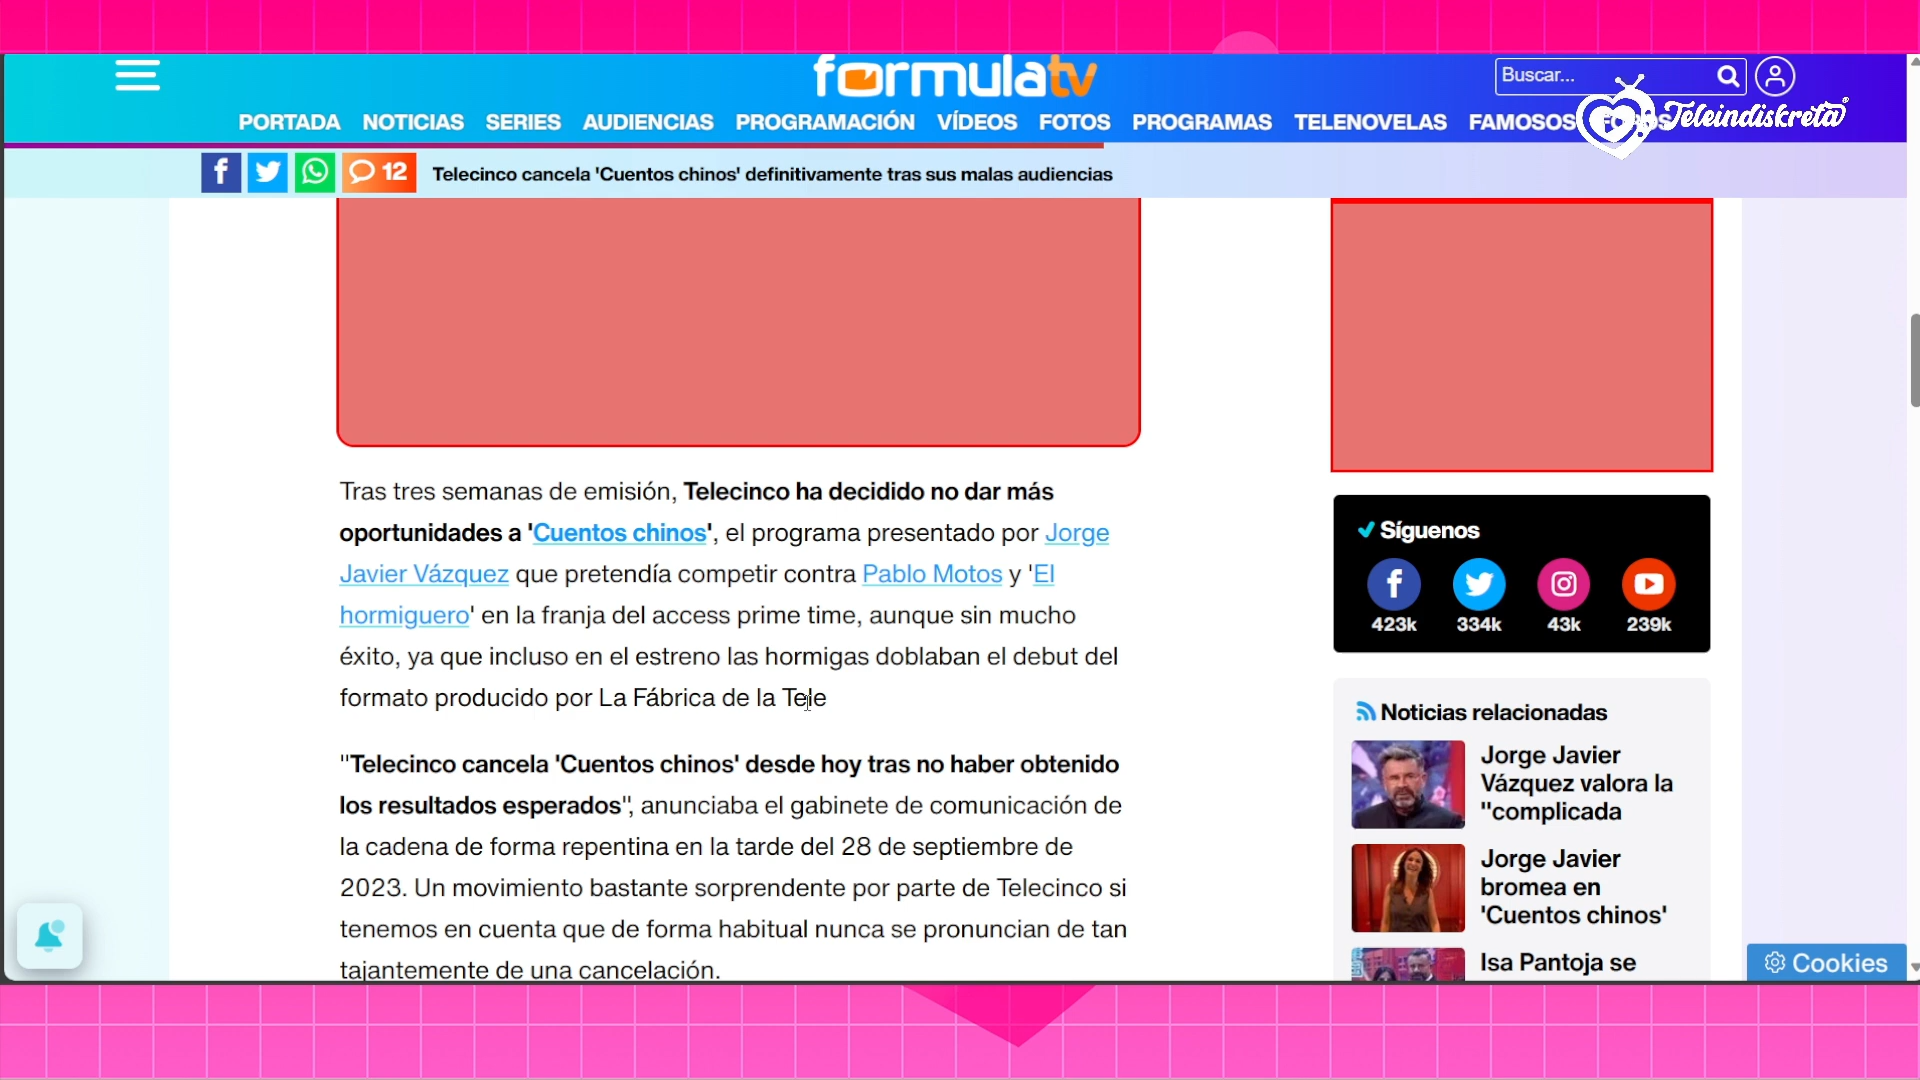 formulatv
Buscar...
Teleindiskreta®
PORTADA NOTICIAS SERIES AUDIENCIAS PROGRAMACIÓN VÍDEOS FOTOS PROGRAMAS TELENOVELAS FAMOSOS FOROS
12 Telecinco cancela 'Cuentos chinos' definitivamente tras sus malas audiencias
Tras tres semanas de emisión, Telecinco ha decidido no dar más
oportunidades a 'Cuentos chinos', el programa presentado por Jorge
Javier Vázquez que pretendía competir contra Pablo Motos y 'El
hormiguero' en la franja del access prime time, aunque sin mucho
éxito, ya que incluso en el estreno las hormigas doblaban el debut del
formato producido por La Fábrica de la Tele
"Telecinco cancela 'Cuentos chinos' desde hoy tras no haber obtenido
los resultados esperados", anunciaba el gabinete de comunicación de
la cadena de forma repentina en la tarde del 28 de septiembre de
2023. Un movimiento bastante sorprendente por parte de Telecinco si
tenemos en cuenta que de forma habitual nunca se pronuncian de tan
tajantemente de una cancelación.
Síguenos
423k 334k 43k 239k
Noticias relacionadas
Jorge Javier
Vázquez valora la
"complicada
Jorge Javier
bromea en
'Cuentos chinos'
Isa Pantoja se
Cookies